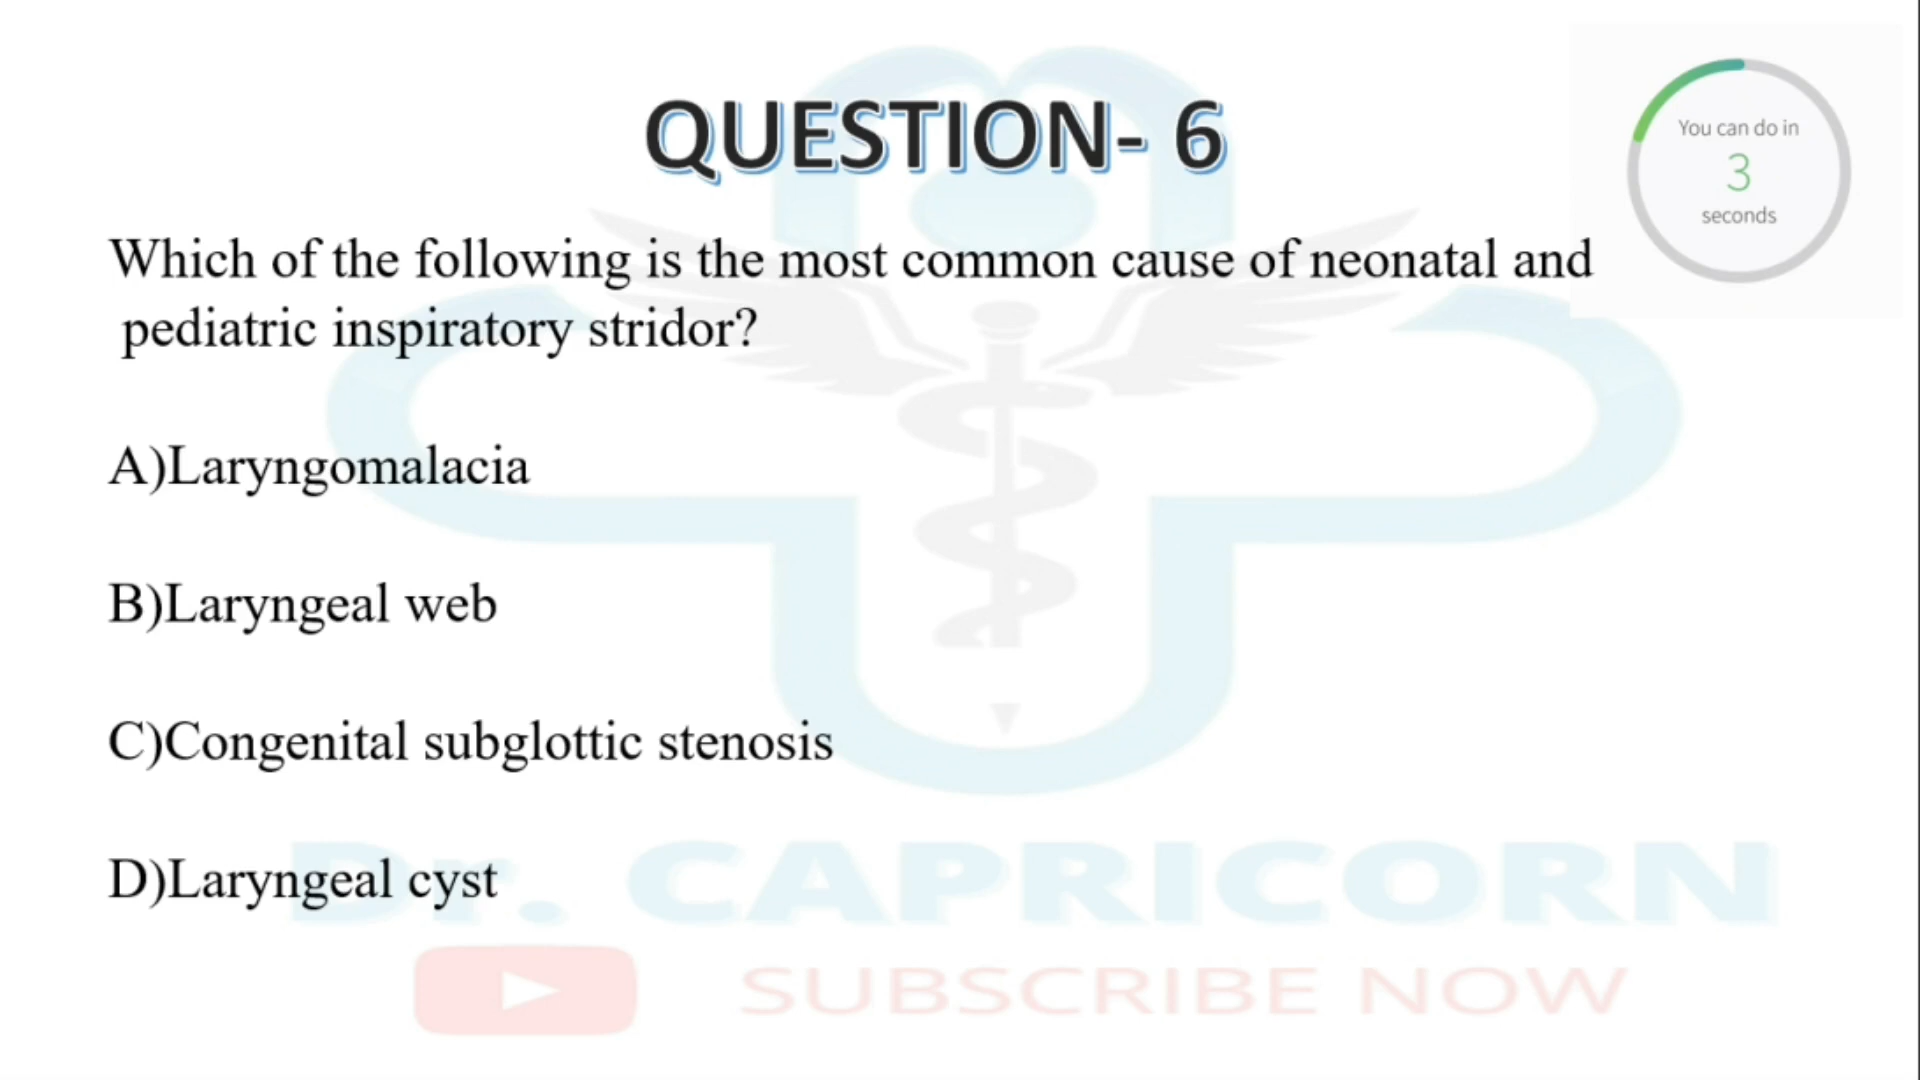 QUESTION- 6
You can do in
3
seconds
Which of the following is the most common cause of neonatal and
pediatric inspiratory stridor?
A)Laryngomalacia
B)Laryngeal web
C)Congenital subglottic stenosis
D)Laryngeal cyst
Dr. CAPRICORN
SUBSCRIBE NOW